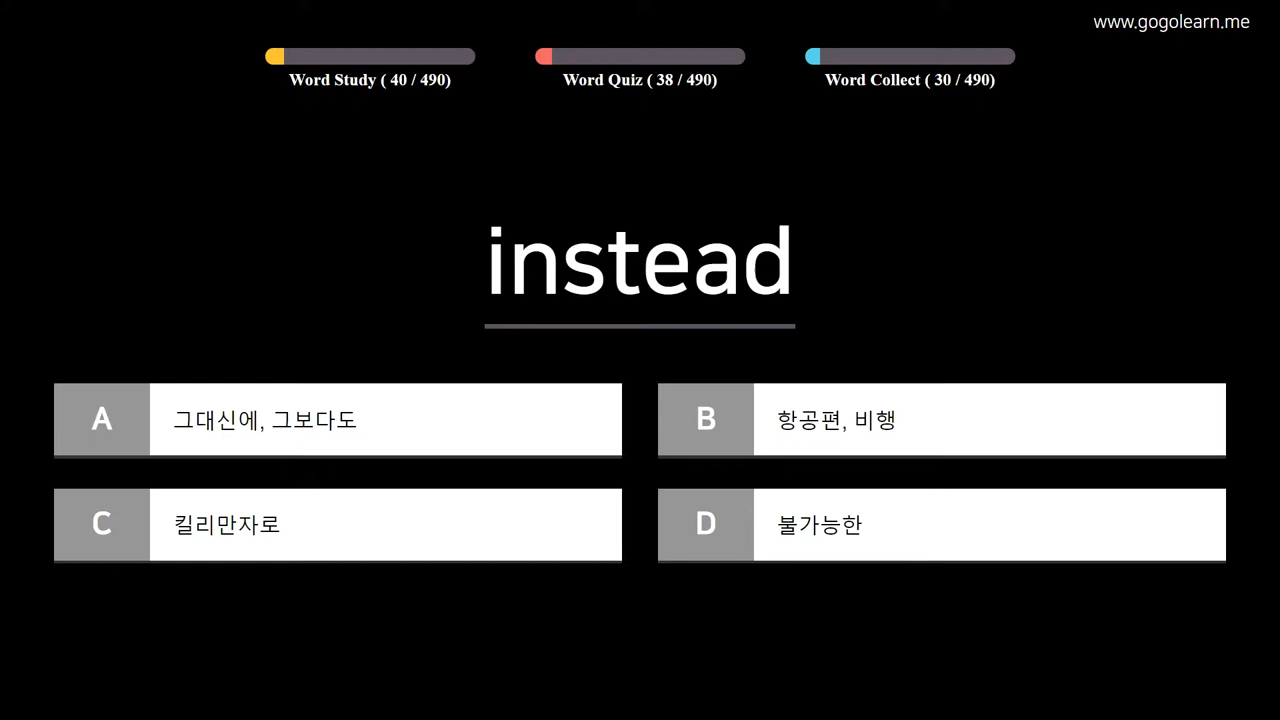 www.gogolearn.me
Word Study ( 40 / 490)
Word Quiz ( 38 / 490)
Word Collect ( 30 / 490)
instead
A 그대신에, 그보다도
B 항공편, 비행
C 킬리만자로
D 불가능한